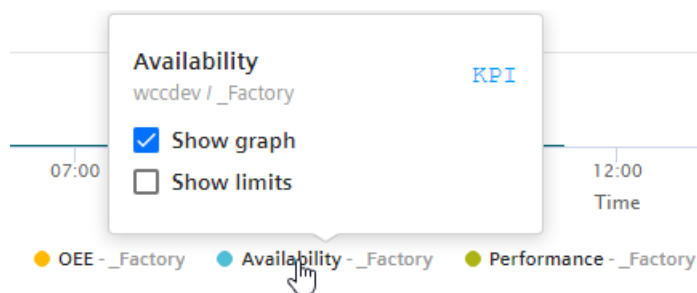 Availability
KPI
wccdev / _Factory
Show graph
Show limits
07:00
12:00
Time
OEE - _Factory
Availability - _Factory
Performance - _Factory